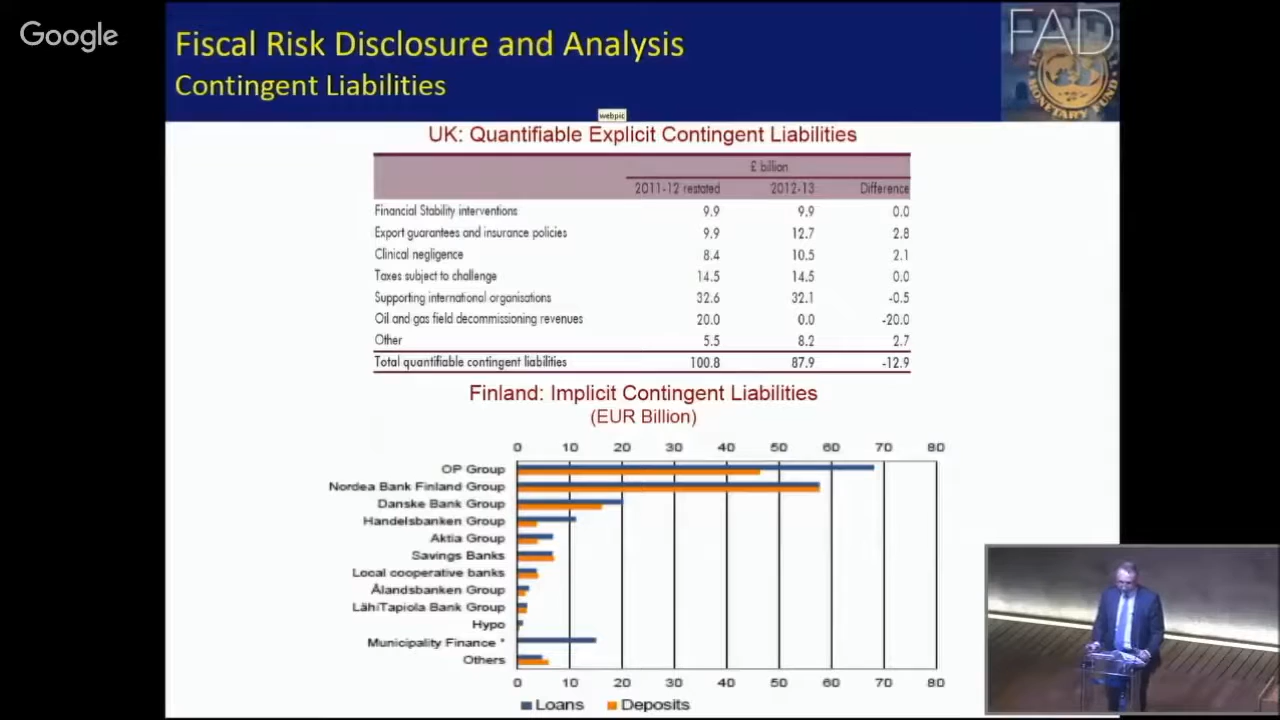 Google
Fiscal Risk Disclosure and Analysis
Contingent Liabilities
FAD
MONETARY FUND
webpic
UK: Quantifiable Explicit Contingent Liabilities
£ billion
2011-12 restated 2012-13 Difference
Financial Stability interventions 9.9 9.9 0.0
Export guarantees and insurance policies 9.9 12.7 2.8
Clinical negligence 8.4 10.5 2.1
Taxes subject to challenge 14.5 14.5 0.0
Supporting international organisations 32.6 32.1 -0.5
Oil and gas field decommissioning revenues 20.0 0.0 -20.0
Other 5.5 8.2 2.7
Total quantifiable contingent liabilities 100.8 87.9 -12.9
Finland: Implicit Contingent Liabilities
(EUR Billion)
0 10 20 30 40 50 60 70 80
OP Group
Nordea Bank Finland Group
Danske Bank Group
Handelsbanken Group
Aktia Group
Savings Banks
Local cooperative banks
Ålandsbanken Group
LähiTapiola Bank Group
Hypo
Municipality Finance *
Others
0 10 20 30 40 50 60 70 80
Loans Deposits